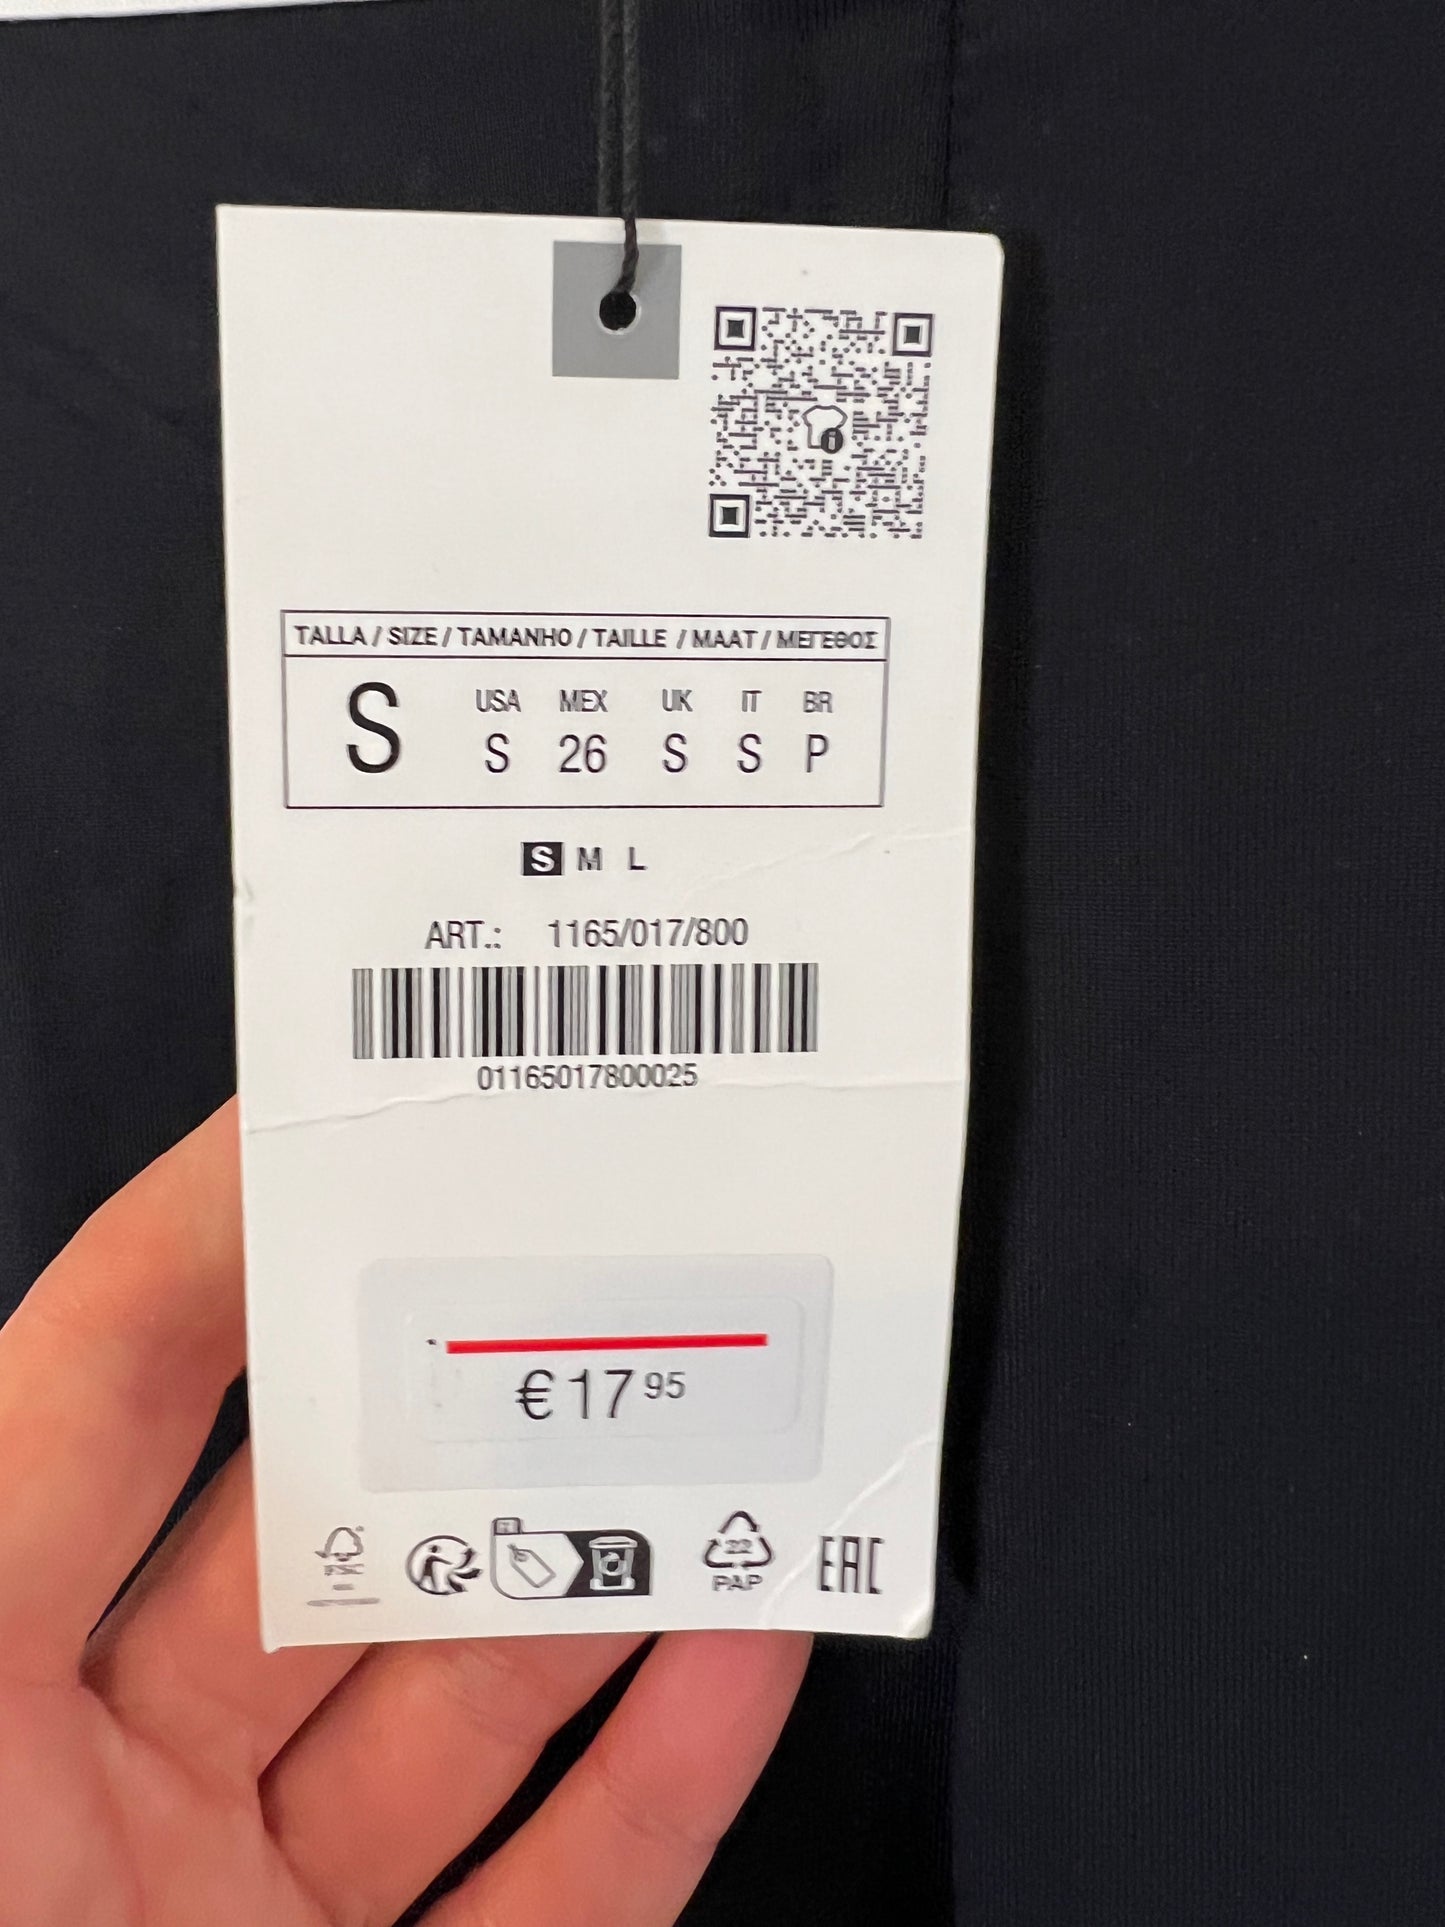 TALLA / SIZE / TAMANHO / TAILLE / MAAT / ΜΕΓΕΘΟΣ
S
USA MEX UK IT BR
S 26 S S P
S M L
ART.: 1165/017/800
01165017800025
€ 17 95
22
PAP
EAC